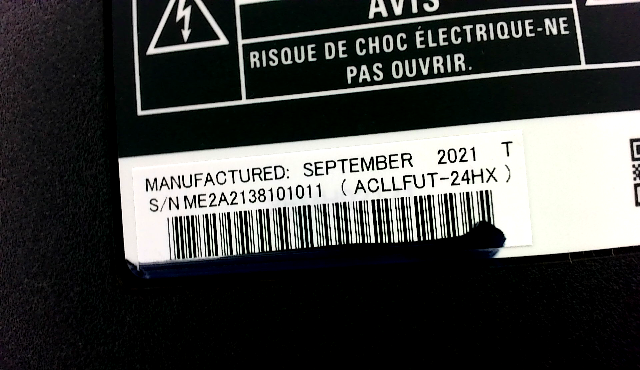 AVIS
RISQUE DE CHOC ÉLECTRIQUE-NE
PAS OUVRIR.
MANUFACTURED: SEPTEMBER 2021 T
S/N ME2A2138101011 ( ACLLFUT-24HX )